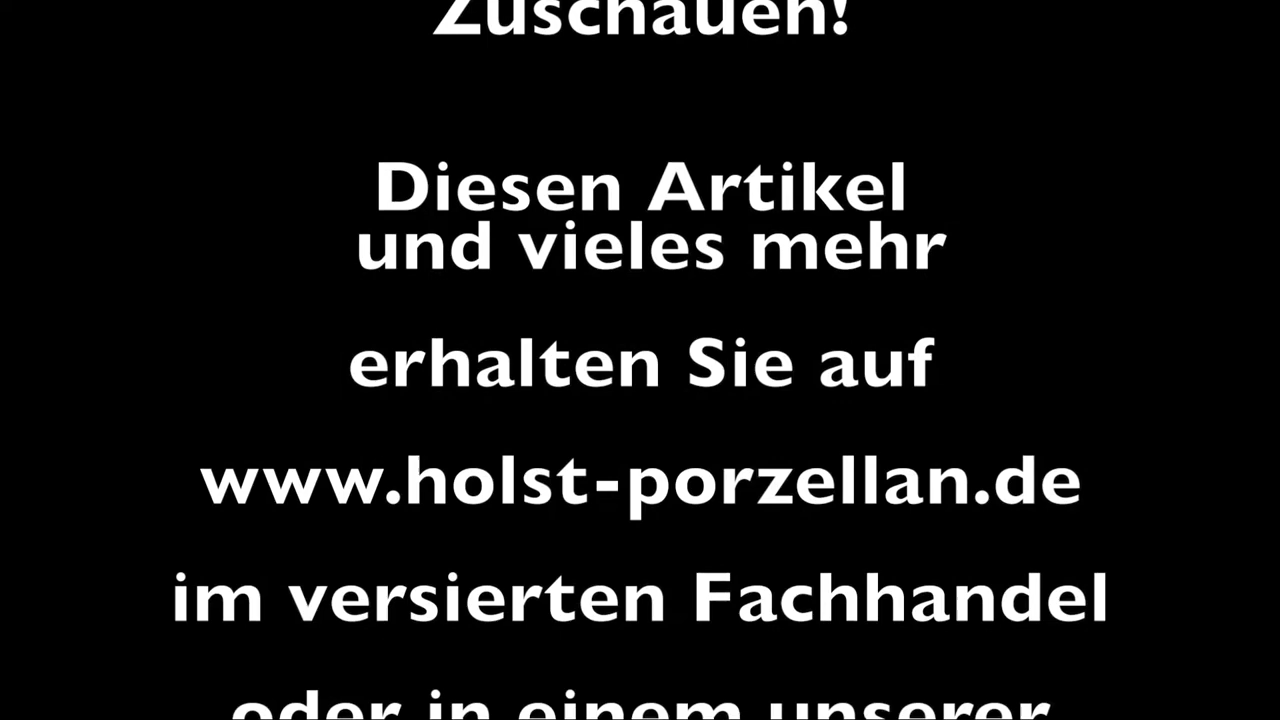 Zuschauen!
Diesen Artikel
und vieles mehr
erhalten Sie auf
www.holst-porzellan.de
im versierten Fachhandel
oder in einem unserer